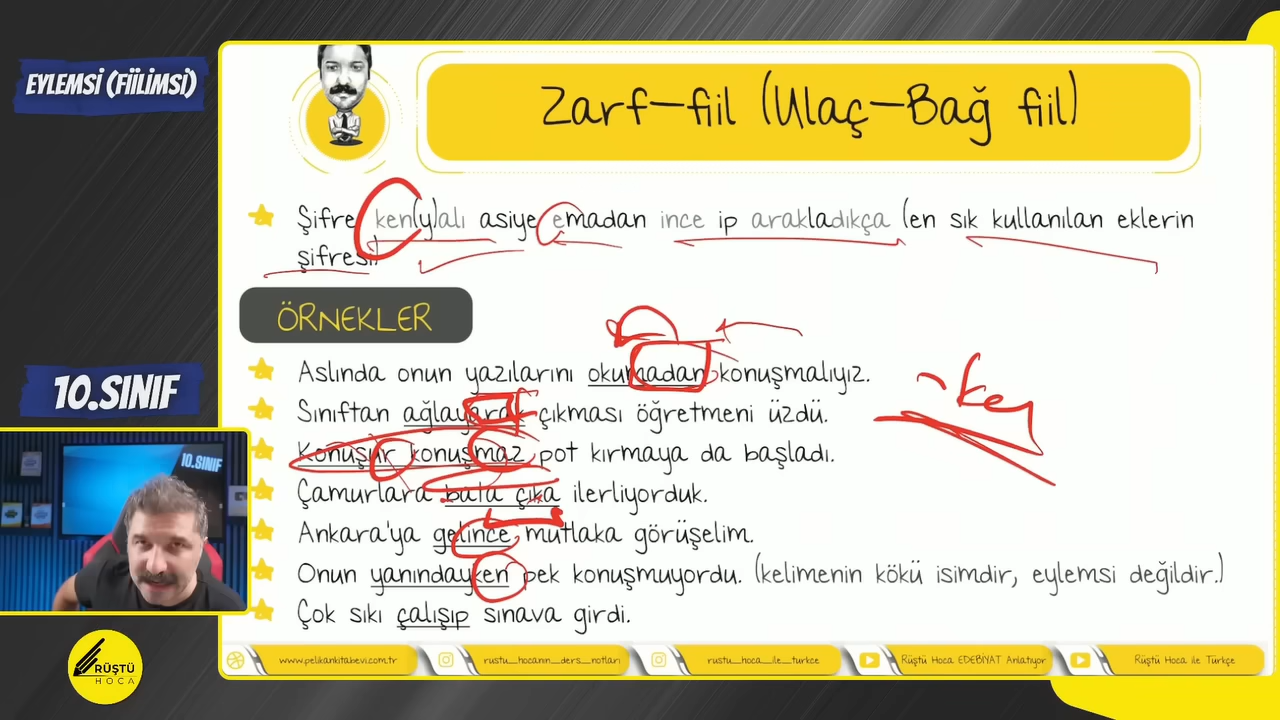 EYLEMSİ (FİİLİMSİ)
Zarf-fiil (Ulaç-Bağ fiil)
Şifre ken(y)alı asiye emadan ince ip arakladıkça (en sık kullanılan eklerin
şifresi)
ÖRNEKLER
Aslında onun yazılarını okumadan konuşmalıyız.
Sınıftan ağlayarak çıkması öğretmeni üzdü.
Konuşur konuşmaz pot kırmaya da başladı.
Çamurlara bata çıka ilerliyorduk.
Ankara'ya gelince mutlaka görüşelim.
Onun yanındayken pek konuşmuyordu. (kelimenin kökü isimdir, eylemsi değildir.)
Çok sıkı çalışıp sınava girdi.
10.SINIF
10.SINIF
RÜŞTÜ
HOCA
www.pelikankitabevi.com.tr
rustu_hocanin_ders_notlari
rustu_hoca_ile_turkce
Rüştü Hoca EDEBİYAT Anlatıyor
Rüştü Hoca ile Türkçe